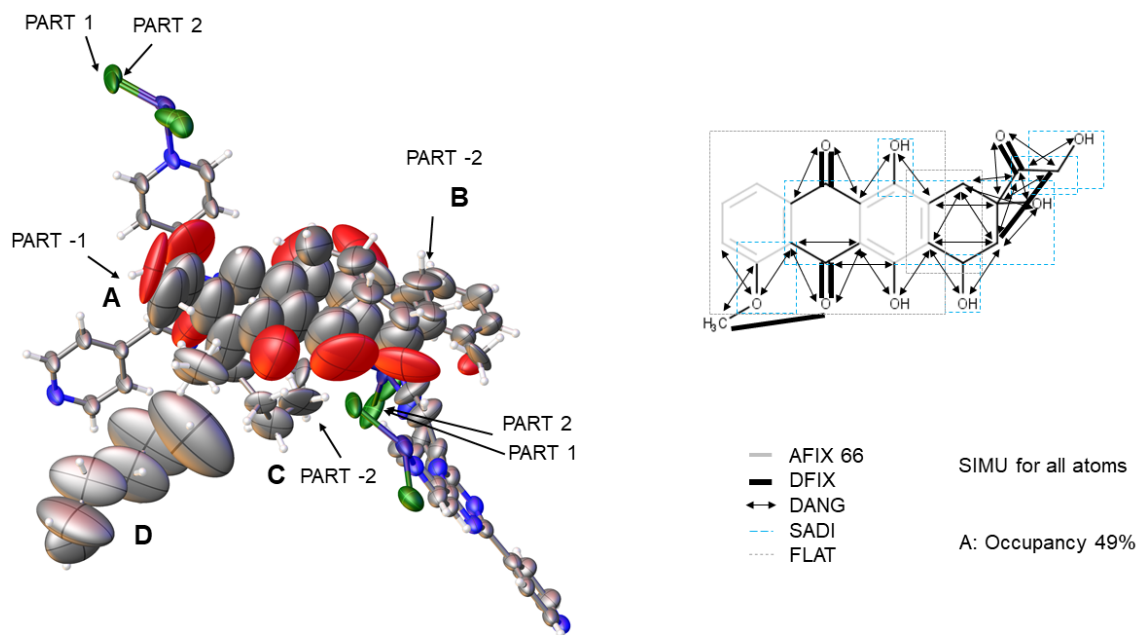 PART 1
PART 2
PART -2
B
PART -1
A
PART 2
PART 1
C
PART -2
D
O
OH
O
OH
OH
O
H₃C
O
OH
OH
AFIX 66
DFIX
DANG
SADI
FLAT
SIMU for all atoms
A: Occupancy 49%